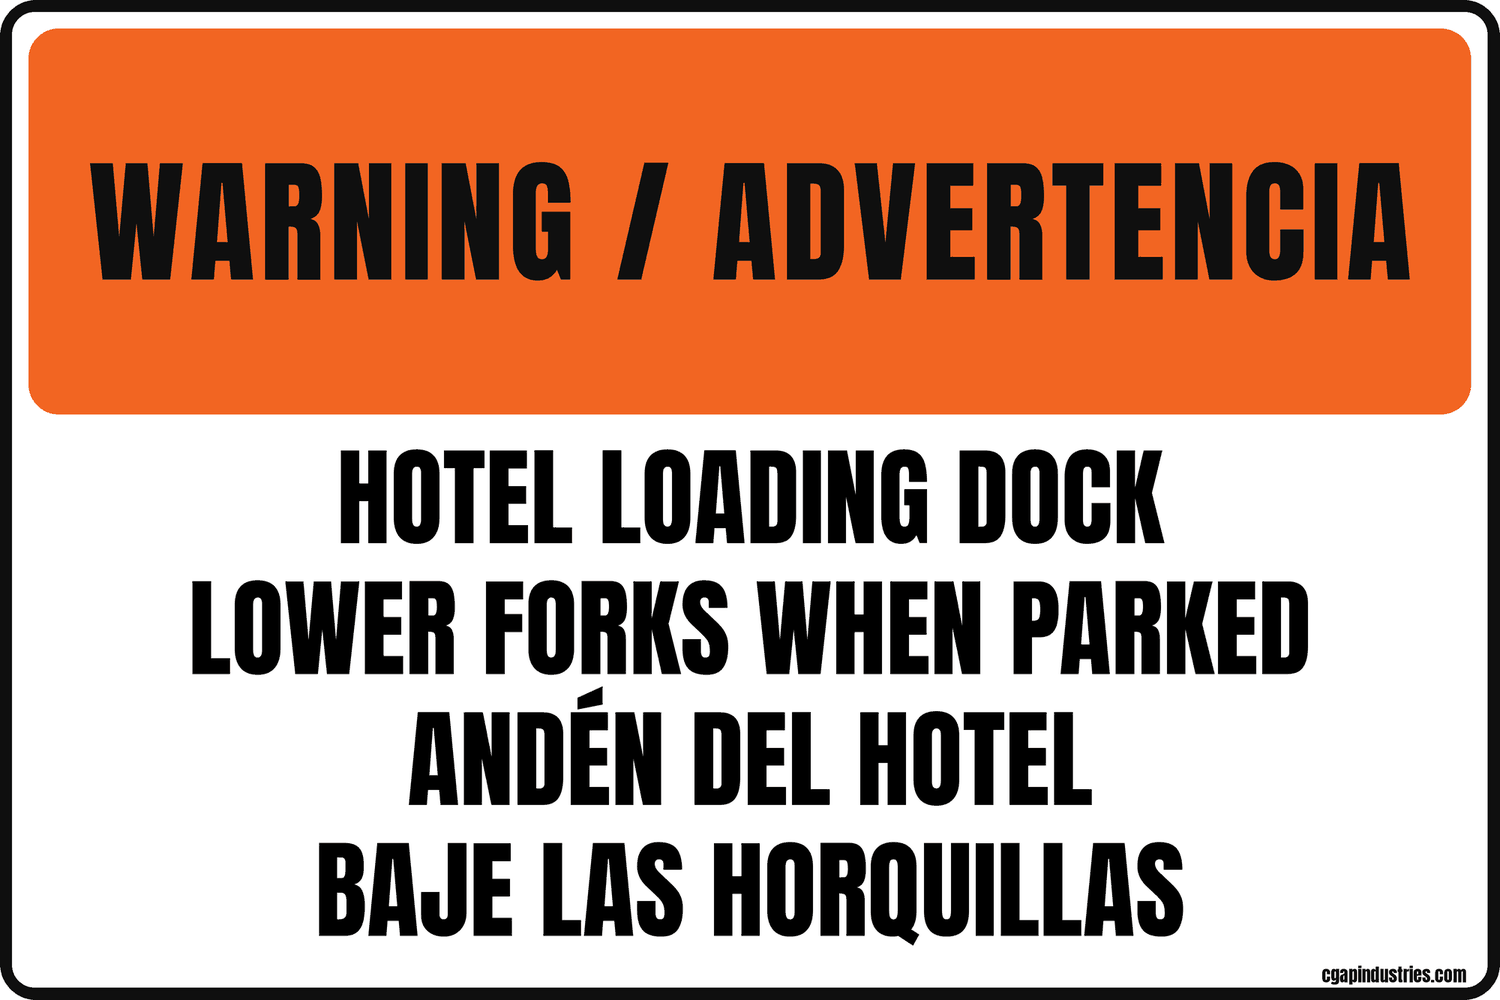 WARNING / ADVERTENCIA
HOTEL LOADING DOCK
LOWER FORKS WHEN PARKED
ANDÉN DEL HOTEL
BAJE LAS HORQUILLAS
cgapindustries.com